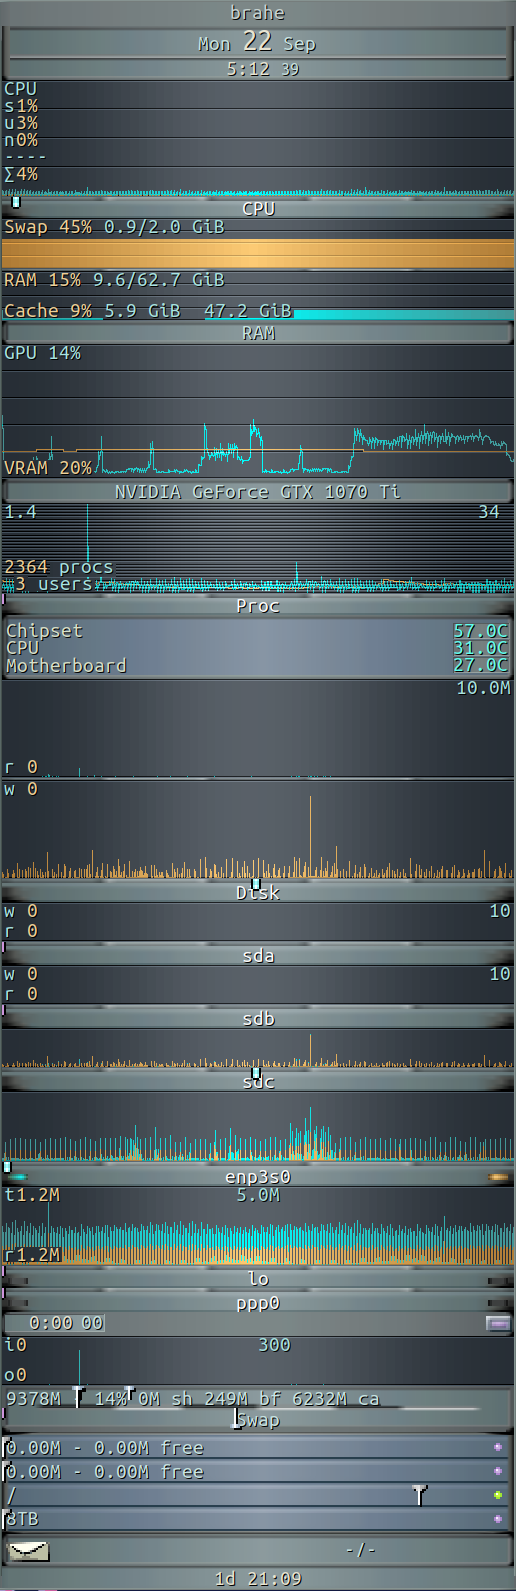 brahe
Mon 22 Sep
5:12 39
CPU
s1%
u3%
n0%
----
∑4%
CPU
Swap 45% 0.9/2.0 GiB
RAM 15% 9.6/62.7 GiB
Cache 9% 5.9 GiB 47.2 GiB
RAM
GPU 14%
VRAM 20%
NVIDIA GeForce GTX 1070 Ti
1.4 34
2364 procs
3 users
Proc
Chipset 57.0C
CPU 31.0C
Motherboard 27.0C
10.0M
r 0
w 0
Disk
w 0 10
r 0
sda
w 0 10
r 0
sdb
sdc
enp3s0
t1.2M 5.0M
r1.2M
lo
ppp0
0:00 00
i0 300
o0
9378M 14% 0M sh 249M bf 6232M ca
Swap
0.00M - 0.00M free
0.00M - 0.00M free
/
8TB
-/-
1d 21:09